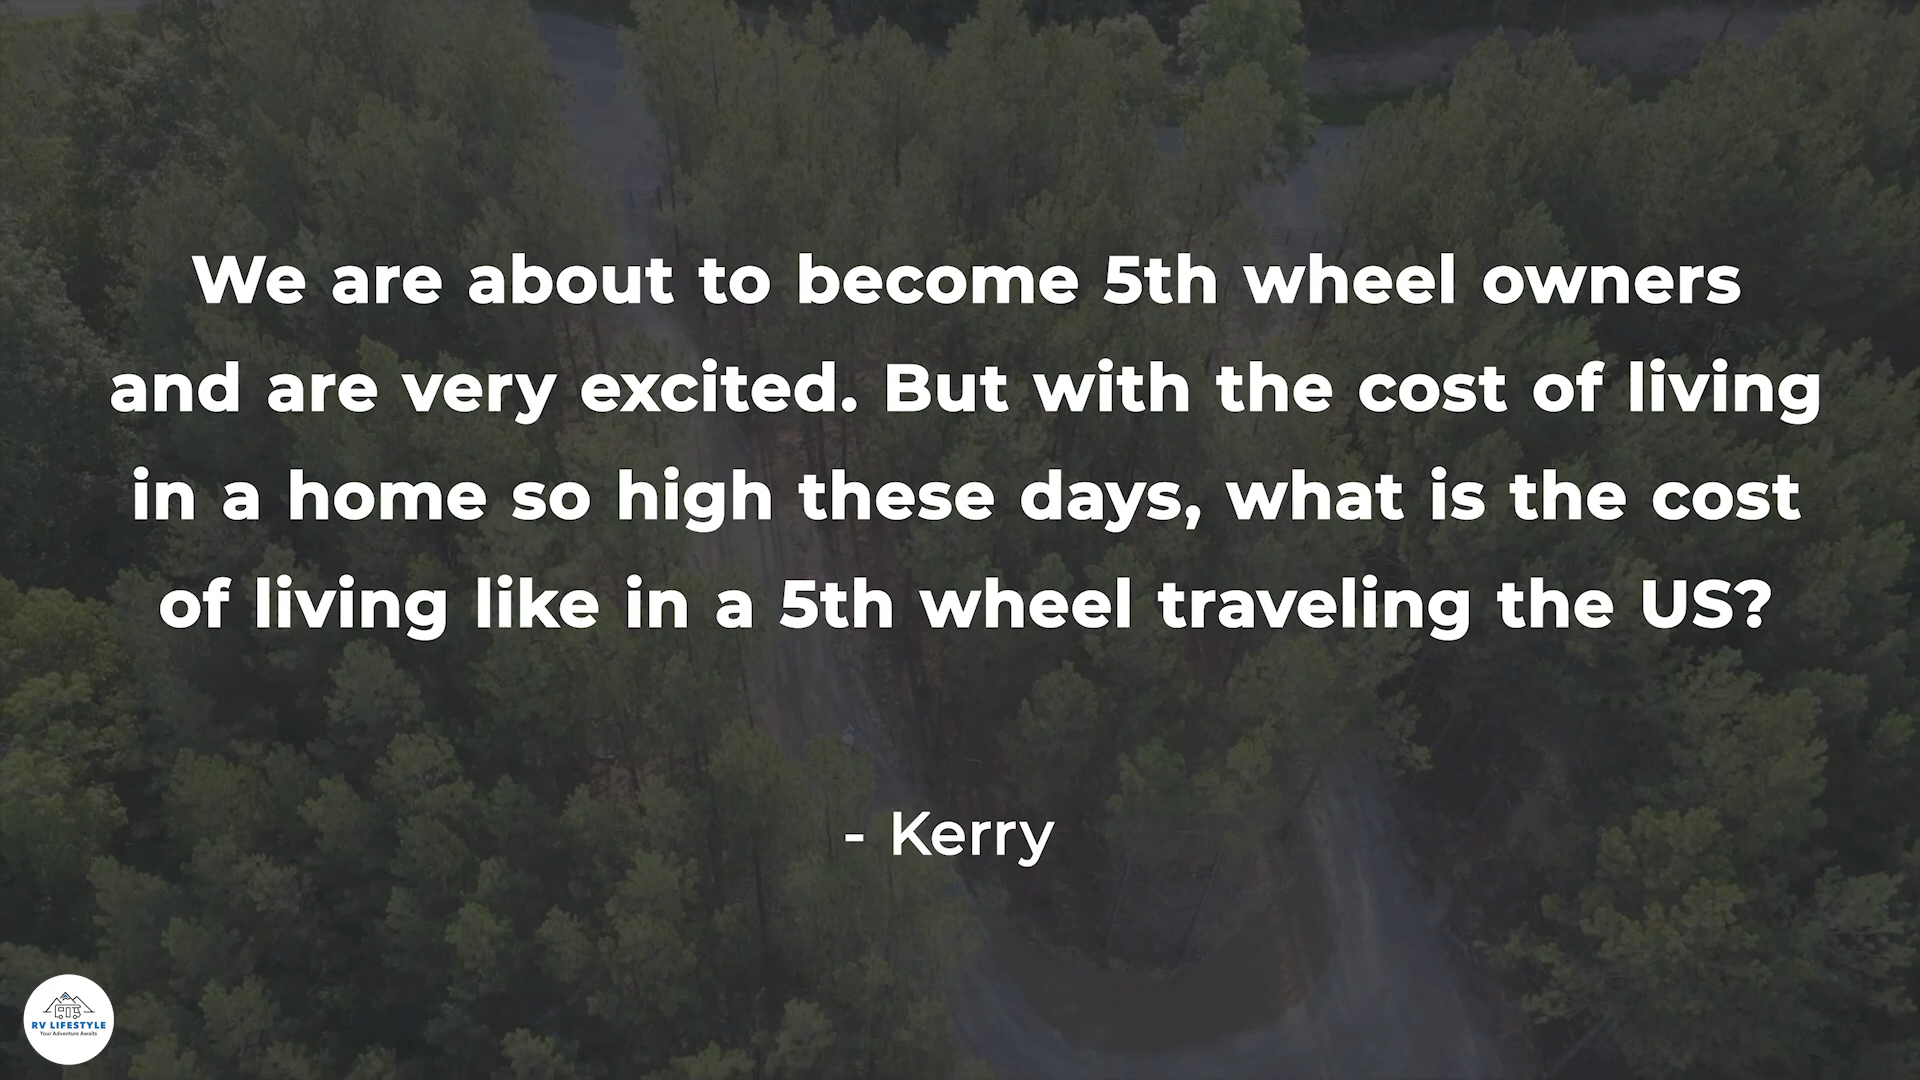 We are about to become 5th wheel owners
and are very excited. But with the cost of living
in a home so high these days, what is the cost
of living like in a 5th wheel traveling the US?
- Kerry
RV LIFESTYLE
Your Adventure Awaits